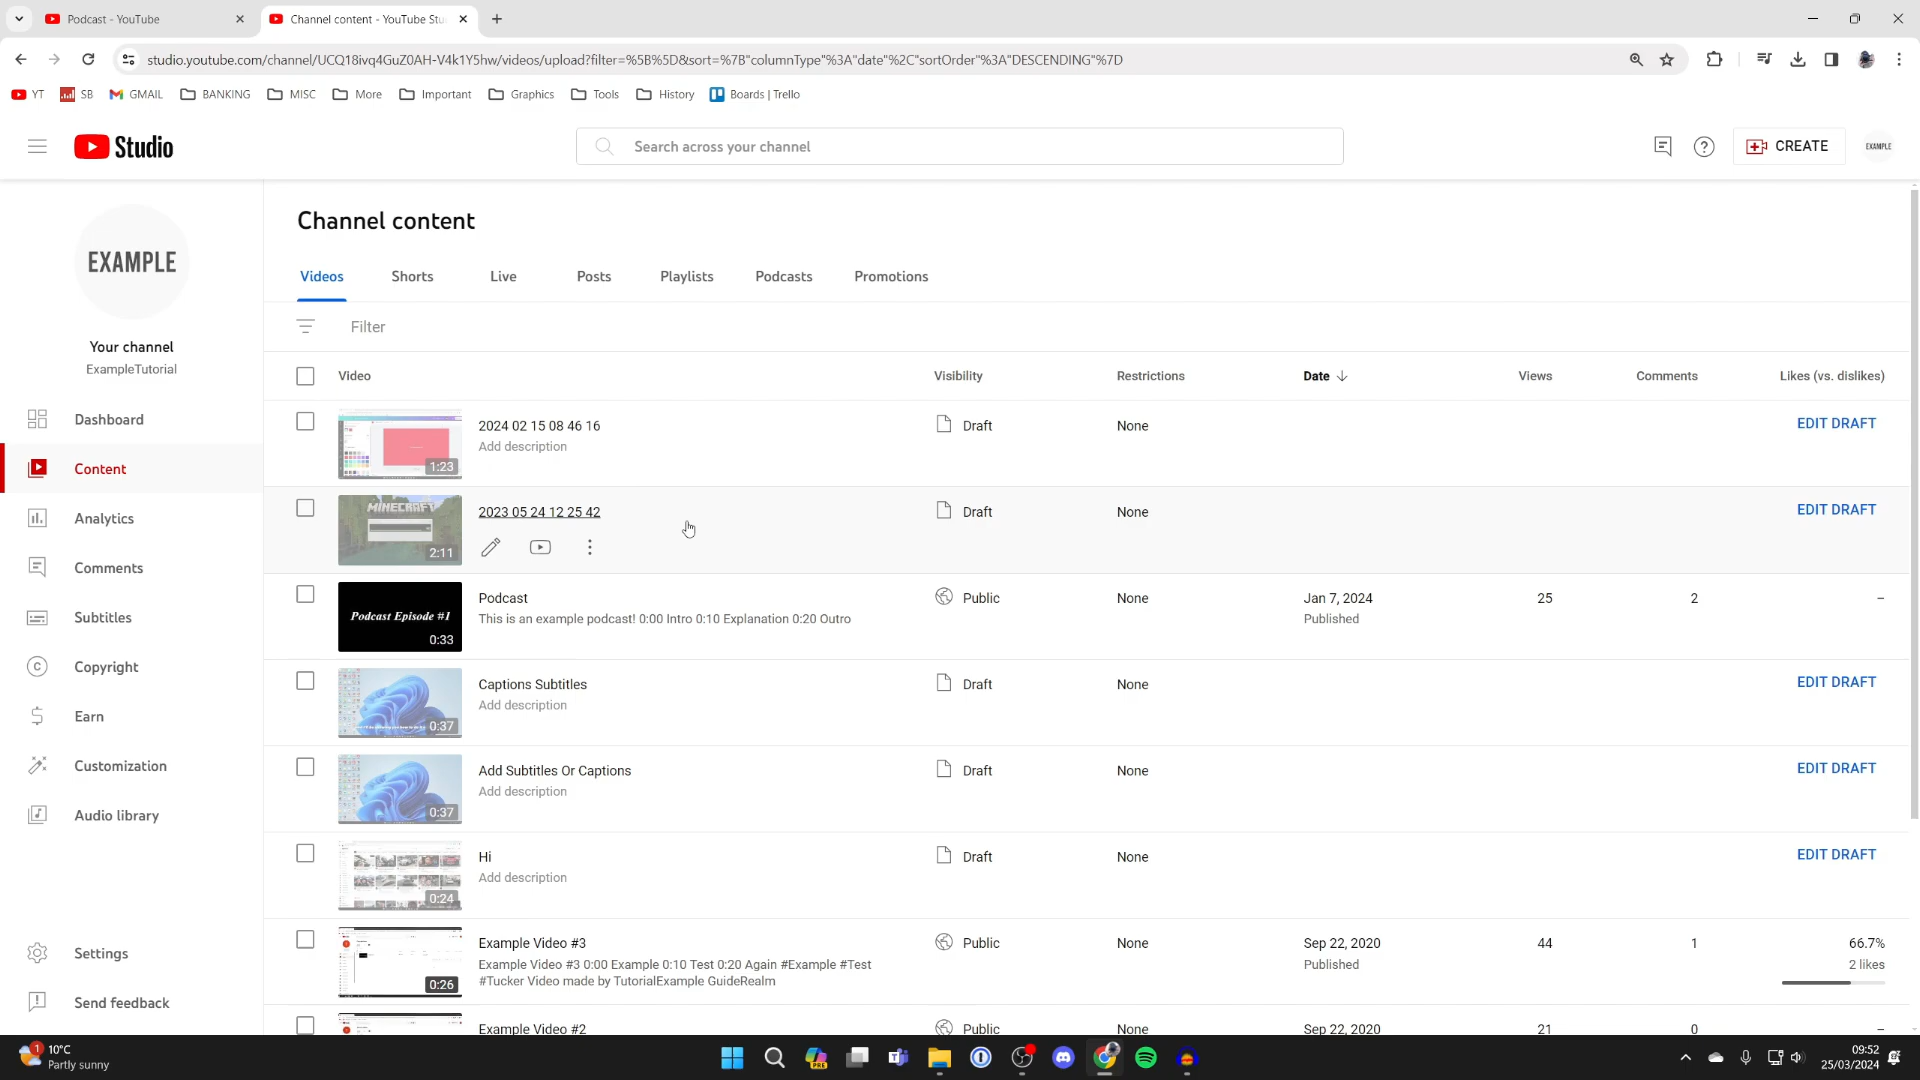 Podcast - YouTube
Channel content - YouTube Stu
studio.youtube.com/channel/UCQ18ivq4GuZ0AH-V4k1Y5hw/videos/upload?filter=%5B%5D&sort=%7B"columnType"%3A"date"%2C"sortOrder"%3A"DESCENDING"%7D
YT SB GMAIL BANKING MISC More Important Graphics Tools History Boards | Trello
Studio
Search across your channel
CREATE
EXAMPLE
EXAMPLE
Your channel
ExampleTutorial
Dashboard
Content
Analytics
Comments
Subtitles
Copyright
Earn
Customization
Audio library
Settings
Send feedback
Channel content
Videos Shorts Live Posts Playlists Podcasts Promotions
Filter
Video Visibility Restrictions Date Views Comments Likes (vs. dislikes)
1:23
2024 02 15 08 46 16 Draft None EDIT DRAFT
Add description
MINECRAFT
2:11
2023 05 24 12 25 42 Draft None EDIT DRAFT
Podcast Episode #1
0:33
Podcast Public None Jan 7, 2024 25 2 –
This is an example podcast! 0:00 Intro 0:10 Explanation 0:20 Outro Published
0:37
Captions Subtitles Draft None EDIT DRAFT
Add description
0:37
Add Subtitles Or Captions Draft None EDIT DRAFT
Add description
0:24
Hi Draft None EDIT DRAFT
Add description
0:26
Example Video #3 Public None Sep 22, 2020 44 1 66.7%
Example Video #3 0:00 Example 0:10 Test 0:20 Again #Example #Test Published 2 likes
#Tucker Video made by TutorialExample GuideRealm
Example Video #2 Public None Sep 22, 2020 21 0 –
1
10°C
Partly sunny
PRE
09:52
25/03/2024